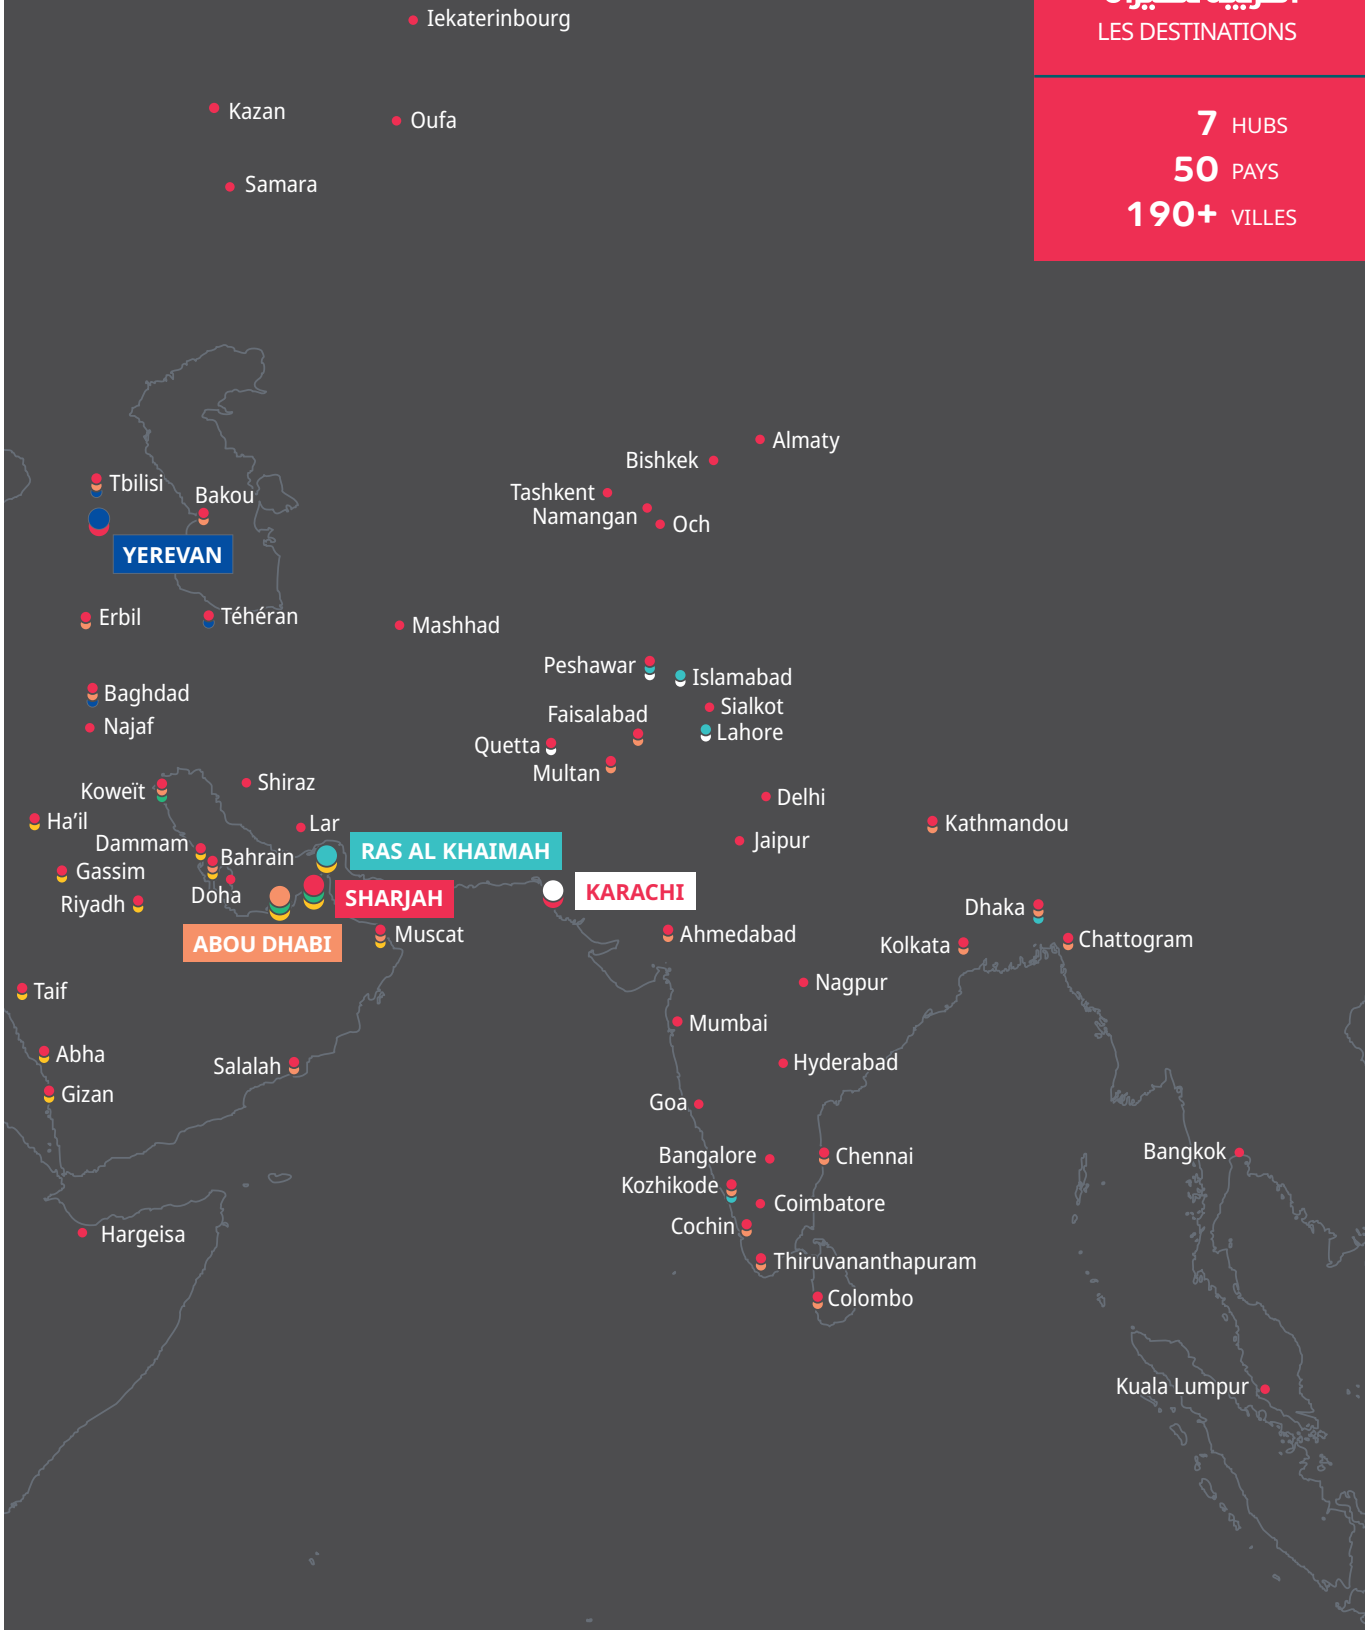 Iekaterinbourg
LES DESTINATIONS
Kazan
Oufa
7 HUBS
50 PAYS
Samara
190+ VILLES
Almaty
Bishkek
Tbilisi
Bakou
Tashkent
Namangan
Och
YEREVAN
Erbil
Téhéran
Mashhad
Peshawar
Islamabad
Baghdad
Sialkot
Najaf
Faisalabad
Lahore
Quetta
Multan
Koweït
Shiraz
Delhi
Ha’il
Lar
Kathmandou
Dammam
Jaipur
Bahrain
RAS AL KHAIMAH
Gassim
Doha
SHARJAH
KARACHI
Riyadh
Dhaka
ABOU DHABI
Muscat
Ahmedabad
Kolkata
Chattogram
Nagpur
Taif
Mumbai
Abha
Salalah
Hyderabad
Gizan
Goa
Bangalore
Chennai
Bangkok
Kozhikode
Coimbatore
Cochin
Hargeisa
Thiruvananthapuram
Colombo
Kuala Lumpur